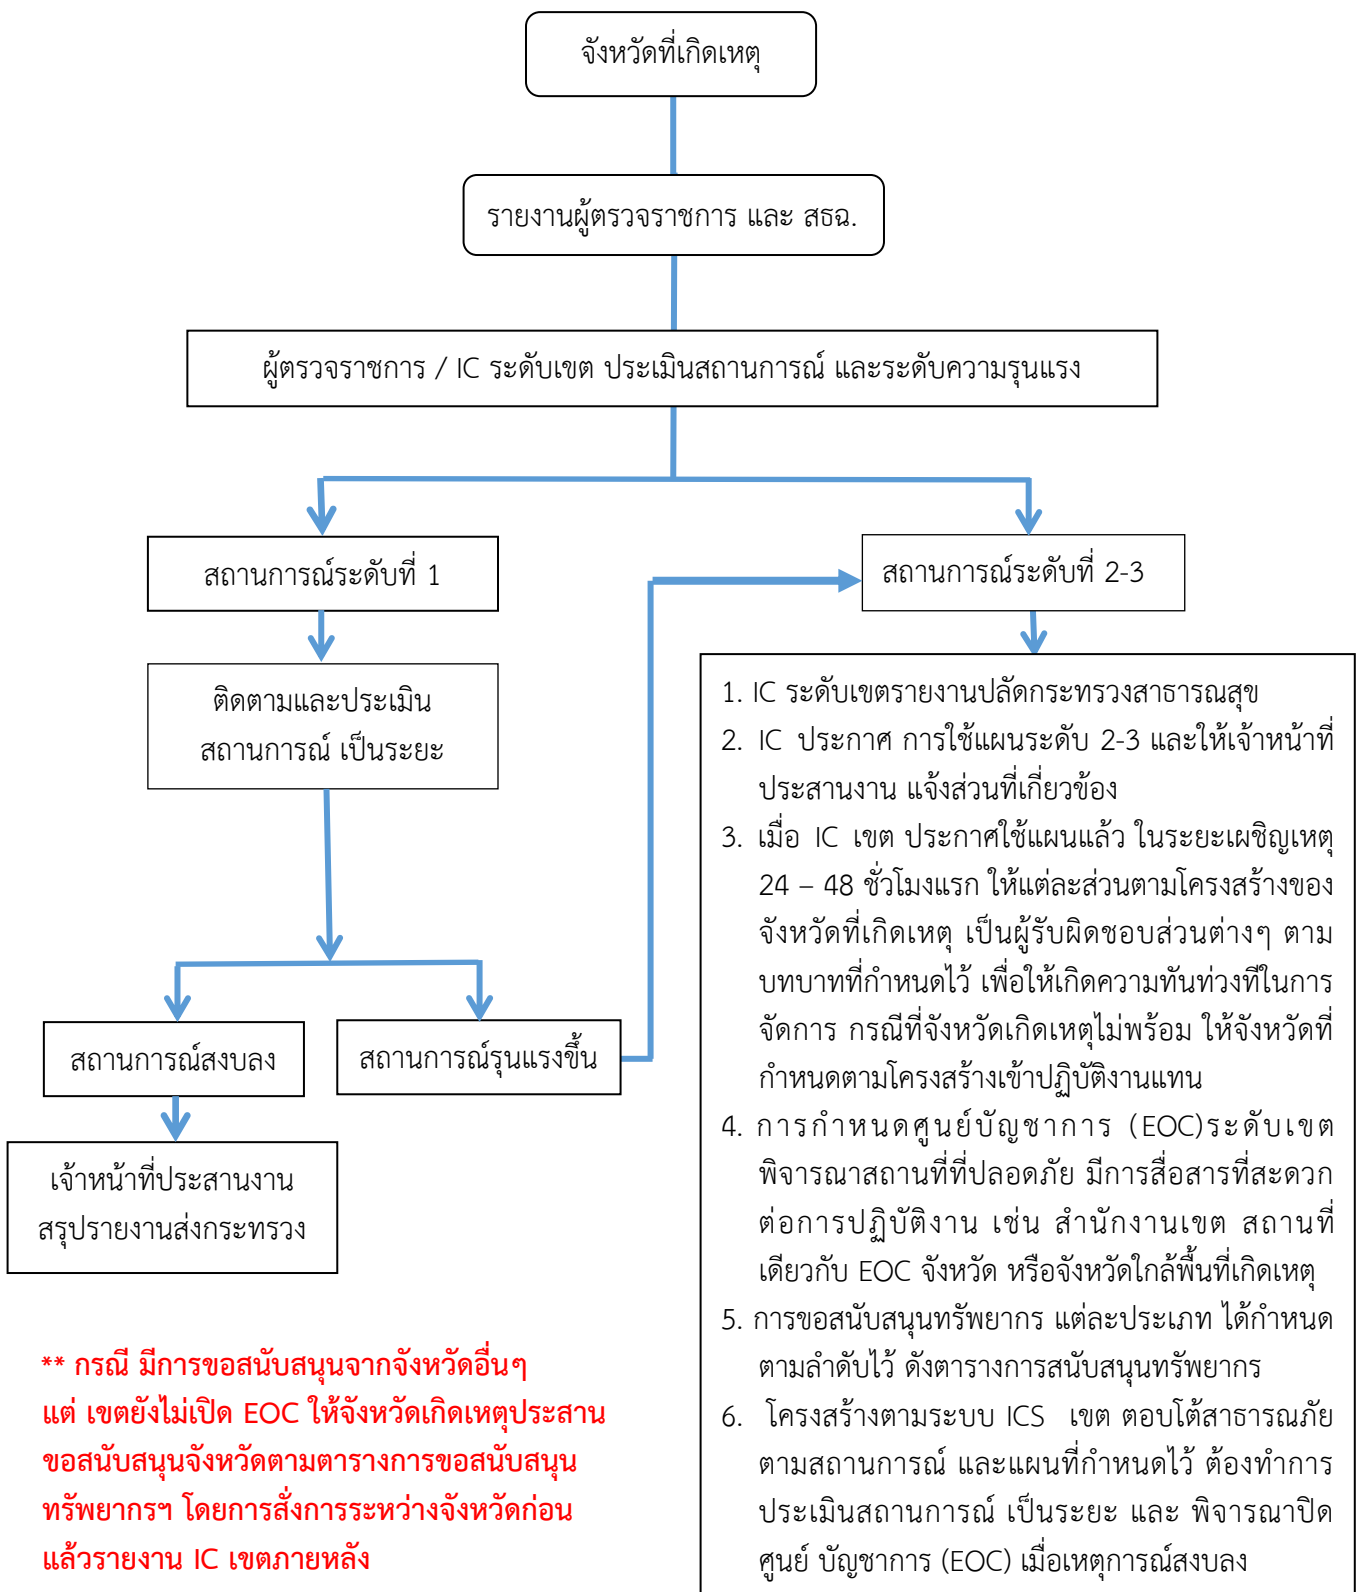 จังหวัดที่เกิดเหตุ
รายงานผู้ตรวจราชการ และ สธฉ.
ผู้ตรวจราชการ / IC ระดับเขต ประเมินสถานการณ์ และระดับความรุนแรง
สถานการณ์ระดับที่ 1
สถานการณ์ระดับที่ 2-3
ติดตามและประเมิน
สถานการณ์ เป็นระยะ
สถานการณ์สงบลง
สถานการณ์รุนแรงขึ้น
เจ้าหน้าที่ประสานงาน
สรุปรายงานส่งกระทรวง
1. IC ระดับเขตรายงานปลัดกระทรวงสาธารณสุข
2. IC ประกาศ การใช้แผนระดับ 2-3 และให้เจ้าหน้าที่
ประสานงาน แจ้งส่วนที่เกี่ยวข้อง
3. เมื่อ IC เขต ประกาศใช้แผนแล้ว ในระยะเผชิญเหตุ
24 – 48 ชั่วโมงแรก ให้แต่ละส่วนตามโครงสร้างของ
จังหวัดที่เกิดเหตุ เป็นผู้รับผิดชอบส่วนต่างๆ ตาม
บทบาทที่กำหนดไว้ เพื่อให้เกิดความทันท่วงทีในการ
จัดการ กรณีที่จังหวัดเกิดเหตุไม่พร้อม ให้จังหวัดที่
กำหนดตามโครงสร้างเข้าปฏิบัติงานแทน
4. การกำหนดศูนย์บัญชาการ (EOC)ระดับเขต
พิจารณาสถานที่ที่ปลอดภัย มีการสื่อสารที่สะดวก
ต่อการปฏิบัติงาน เช่น สำนักงานเขต สถานที่
เดียวกับ EOC จังหวัด หรือจังหวัดใกล้พื้นที่เกิดเหตุ
5. การขอสนับสนุนทรัพยากร แต่ละประเภท ได้กำหนด
ตามลำดับไว้ ดังตารางการสนับสนุนทรัพยากร
6. โครงสร้างตามระบบ ICS เขต ตอบโต้สาธารณภัย
ตามสถานการณ์ และแผนที่กำหนดไว้ ต้องทำการ
ประเมินสถานการณ์ เป็นระยะ และ พิจารณาปิด
ศูนย์ บัญชาการ (EOC) เมื่อเหตุการณ์สงบลง
** กรณี มีการขอสนับสนุนจากจังหวัดอื่นๆ
แต่ เขตยังไม่เปิด EOC ให้จังหวัดเกิดเหตุประสาน
ขอสนับสนุนจังหวัดตามตารางการขอสนับสนุน
ทรัพยากรฯ โดยการสั่งการระหว่างจังหวัดก่อน
แล้วรายงาน IC เขตภายหลัง